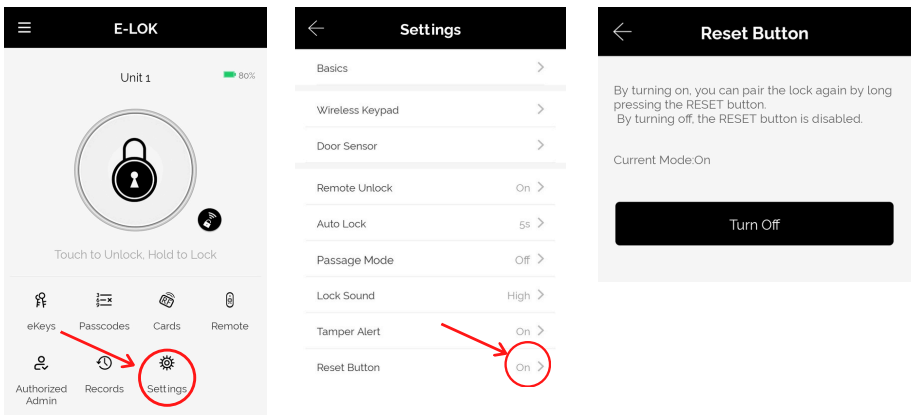 E-LOK
Unit 1
80%
Touch to Unlock, Hold to Lock
eKeys
Passcodes
Cards
Remote
Authorized
Admin
Records
Settings
Settings
Basics
Wireless Keypad
Door Sensor
Remote Unlock On
Auto Lock 5s
Passage Mode Off
Lock Sound High
Tamper Alert On
Reset Button On
Reset Button
By turning on, you can pair the lock again by long
pressing the RESET button.
By turning off, the RESET button is disabled.
Current Mode:On
Turn Off